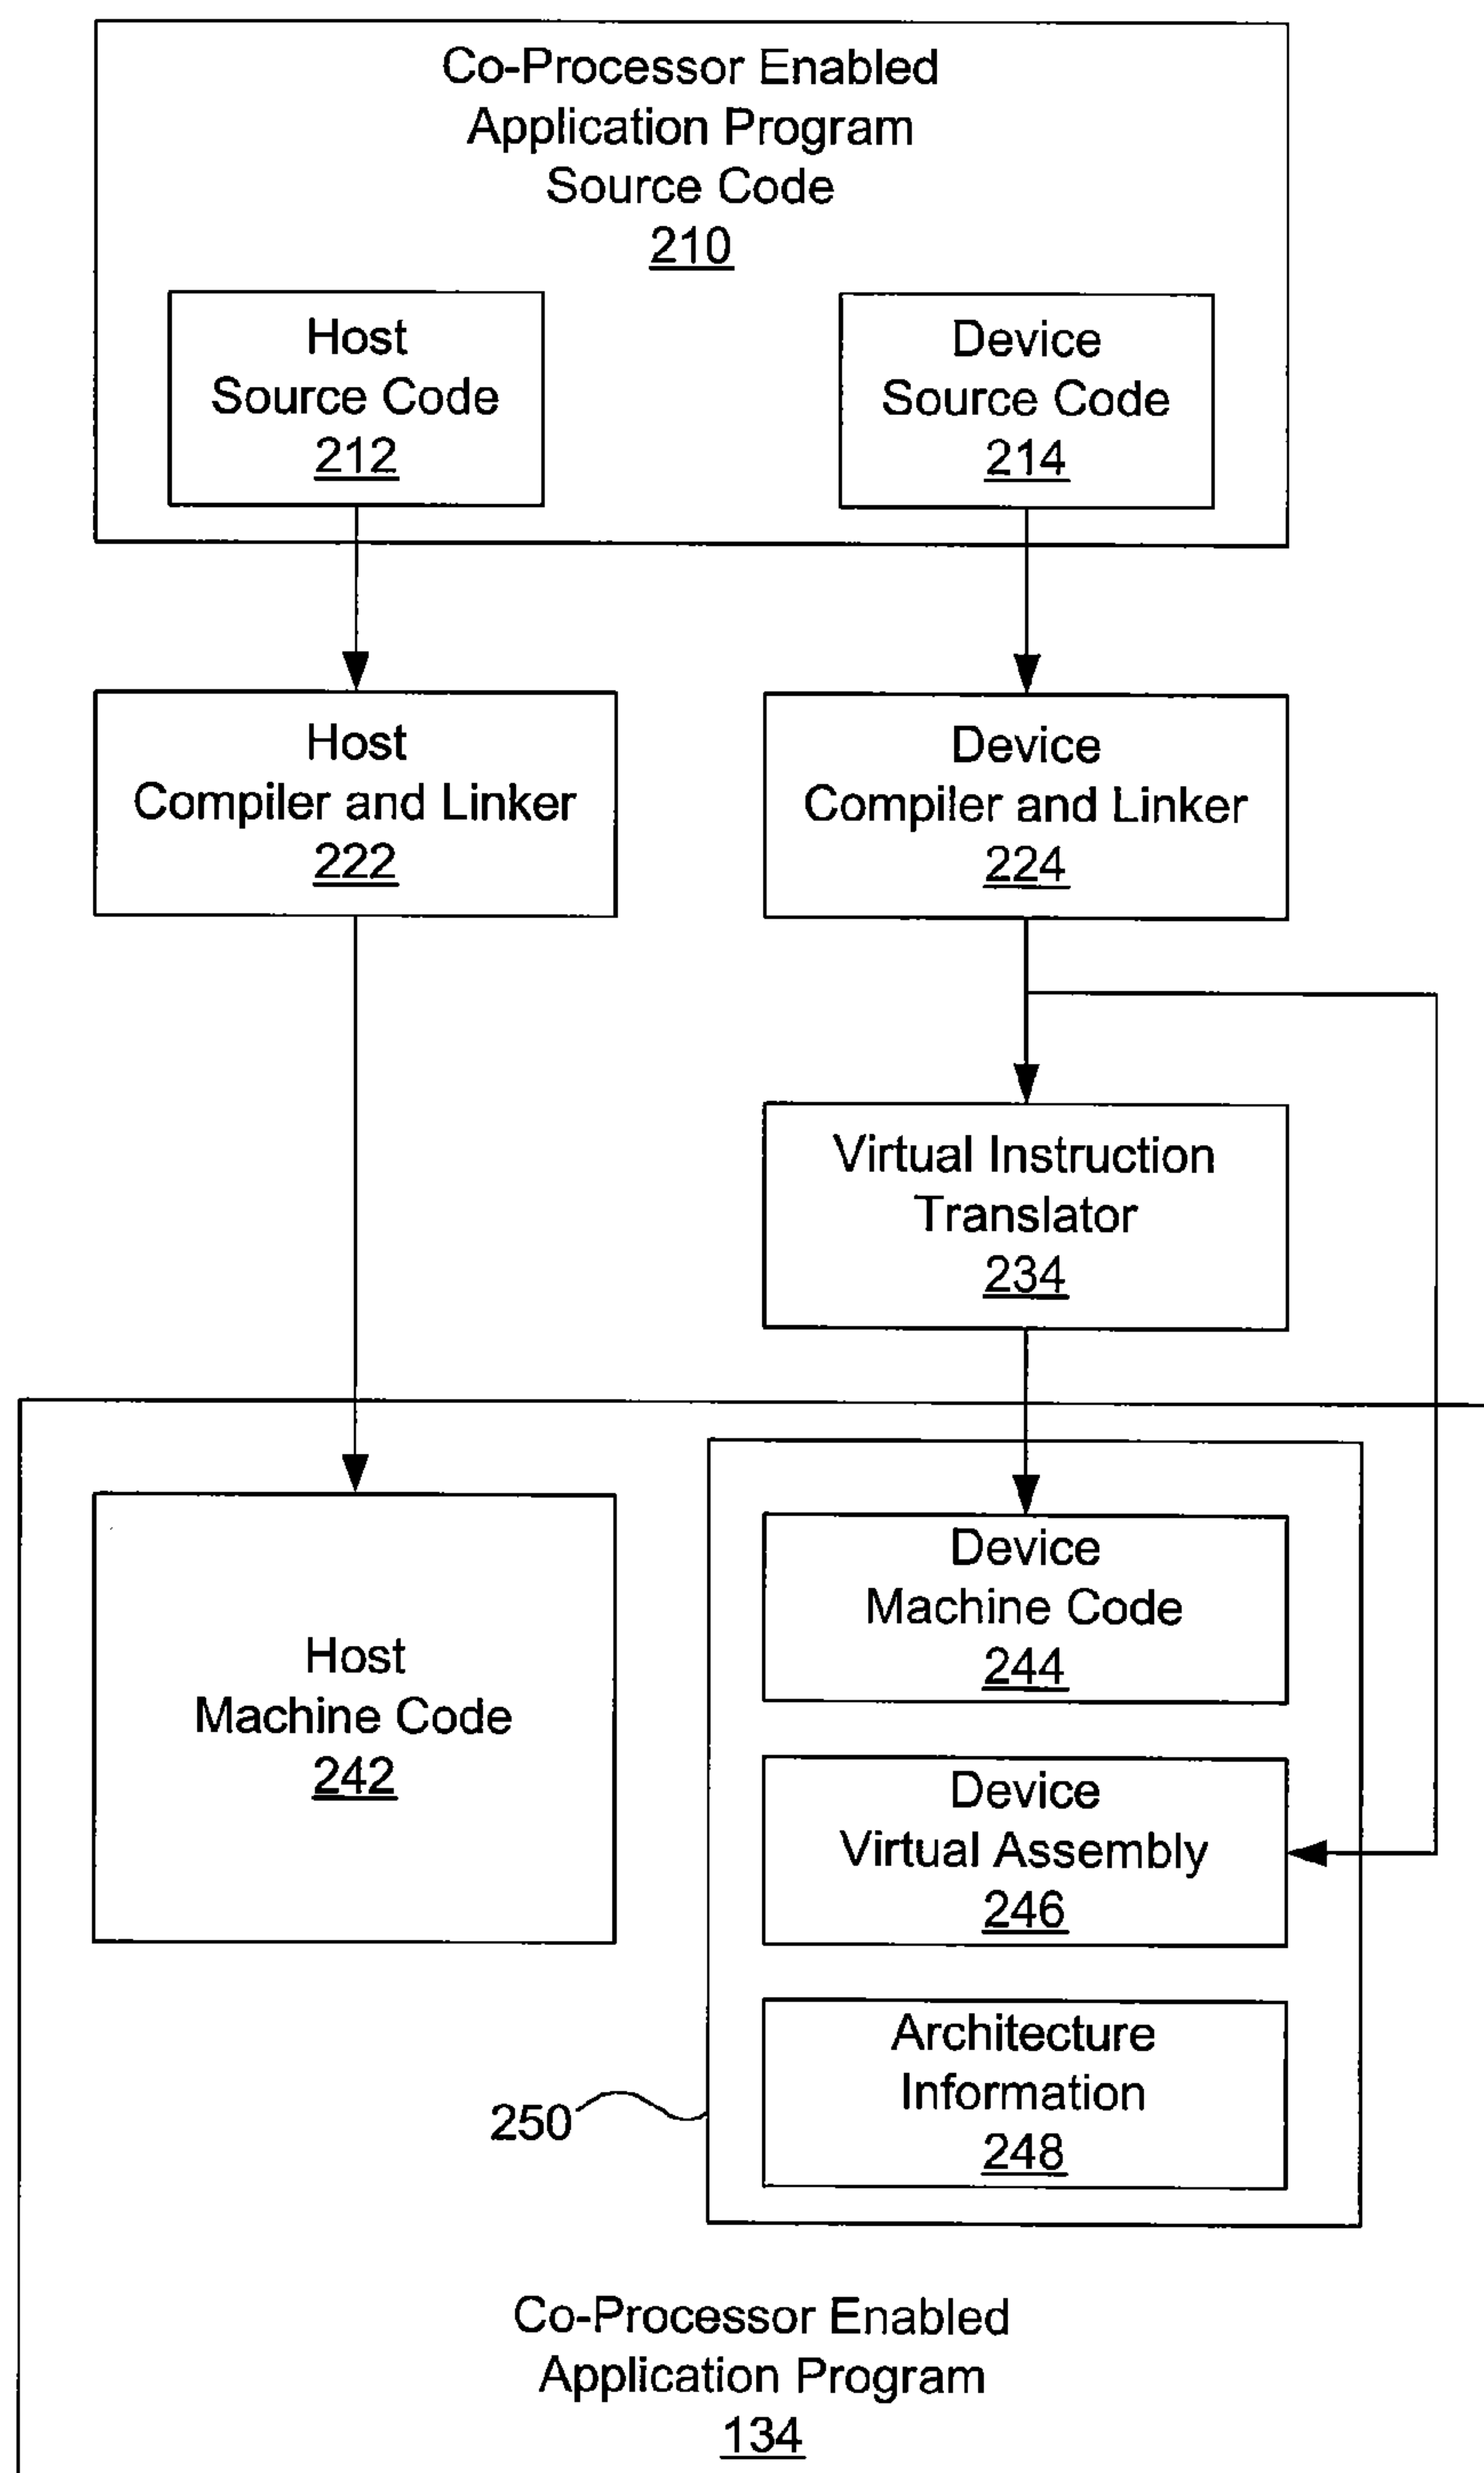 Co-Processor Enabled
Application Program
Source Code
210
Host
Source Code
212
Device
Source Code
214
Host
Compiler and Linker
222
Device
Compiler and Linker
224
Virtual Instruction
Translator
234
Host
Machine Code
242
Device
Machine Code
244
Device
Virtual Assembly
246
Architecture
Information
248
250
Co-Processor Enabled
Application Program
134